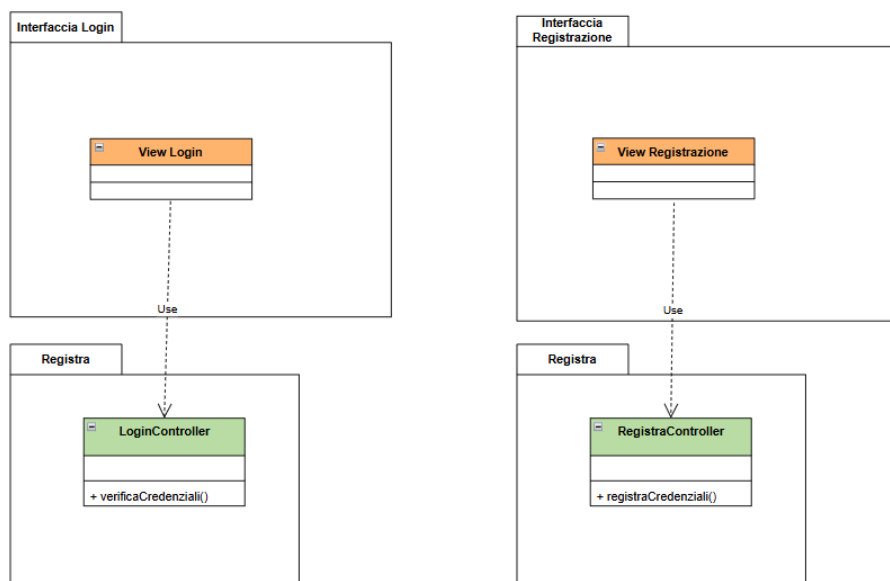 Interfaccia Login
View Login
Use
Registra
LoginController
+ verificaCredenziali()
Interfaccia
Registrazione
View Registrazione
Use
Registra
RegistraController
+ registraCredenziali()